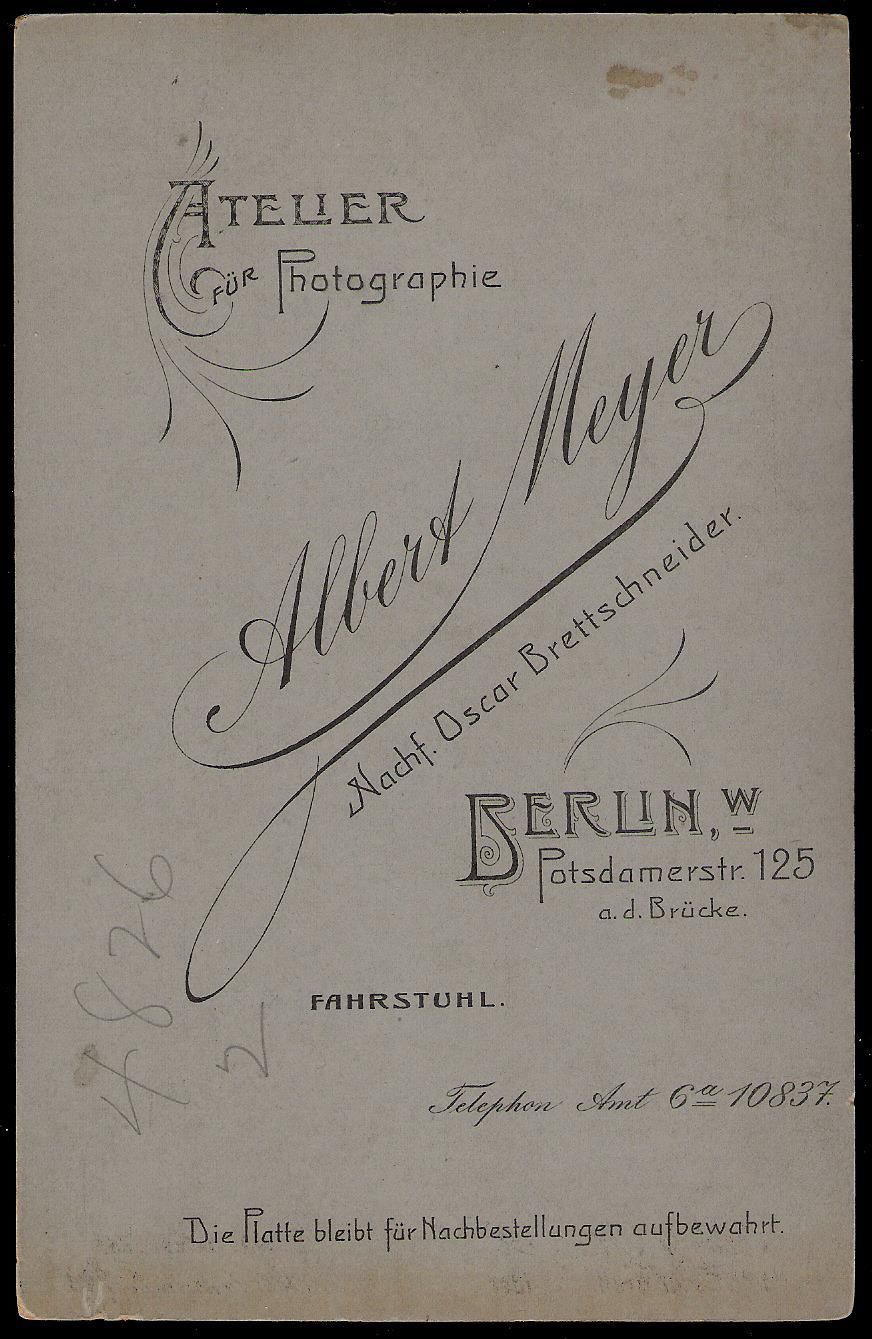 ATELIER
FÜR Photographie
Albert Meyer
Nachf. Oscar Brettschneider.
BERLIN, W
Potsdamerstr. 125
a. d. Brücke.
FAHRSTUHL.
Telephon Amt 6a 10837.
Die Platte bleibt für Nachbestellungen aufbewahrt.
4826
2